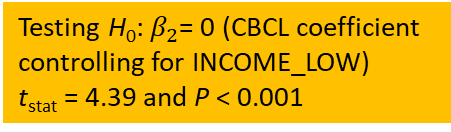 Testing H₀: β₂= 0 (CBCL coefficient
controlling for INCOME_LOW)
tₛₜₐₜ = 4.39 and P < 0.001